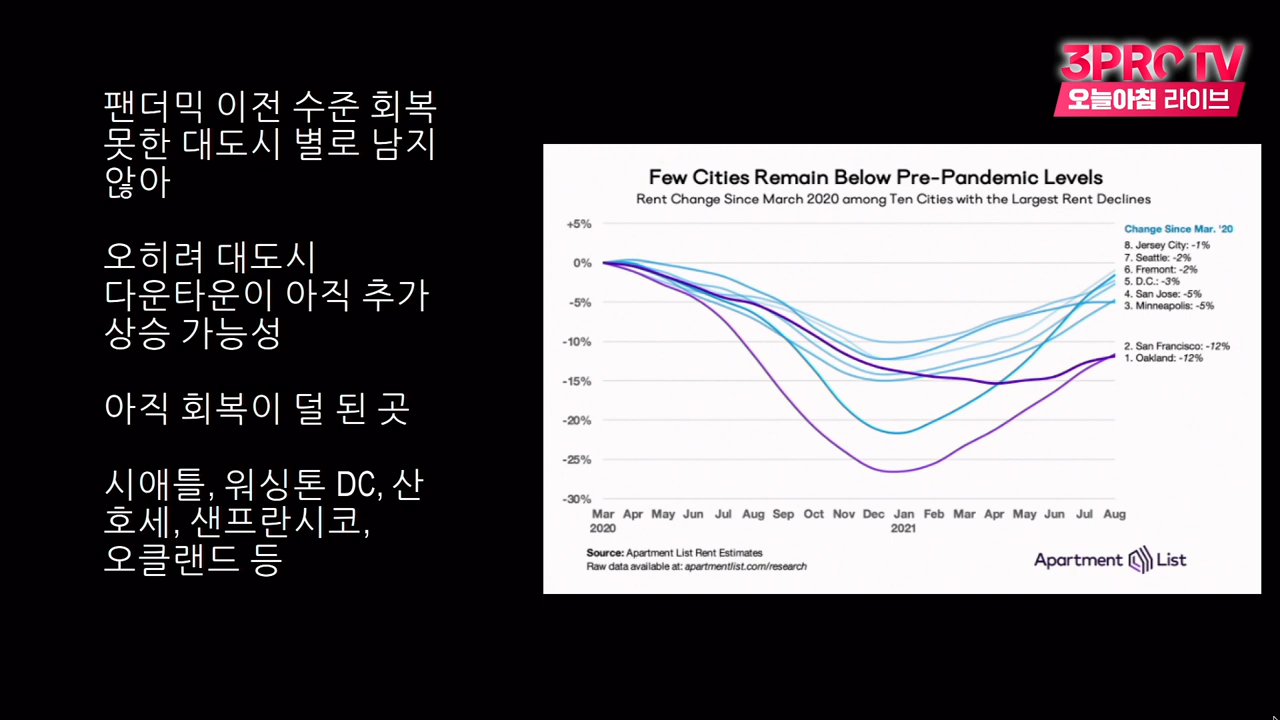 3PRO TV
오늘아침 라이브
팬더믹 이전 수준 회복
못한 대도시 별로 남지
않아
오히려 대도시
다운타운이 아직 추가
상승 가능성
아직 회복이 덜 된 곳
시애틀, 워싱톤 DC, 산
호세, 샌프란시코,
오클랜드 등
Few Cities Remain Below Pre-Pandemic Levels
Rent Change Since March 2020 among Ten Cities with the Largest Rent Declines
+5%
0%
-5%
-10%
-15%
-20%
-25%
-30%
Mar Apr May Jun Jul Aug Sep Oct Nov Dec Jan Feb Mar Apr May Jun Jul Aug
2020 2021
Change Since Mar. '20
8. Jersey City: -1%
7. Seattle: -2%
6. Fremont: -2%
5. D.C.: -3%
4. San Jose: -5%
3. Minneapolis: -5%
2. San Francisco: -12%
1. Oakland: -12%
Source: Apartment List Rent Estimates
Raw data available at: apartmentlist.com/research
Apartment List